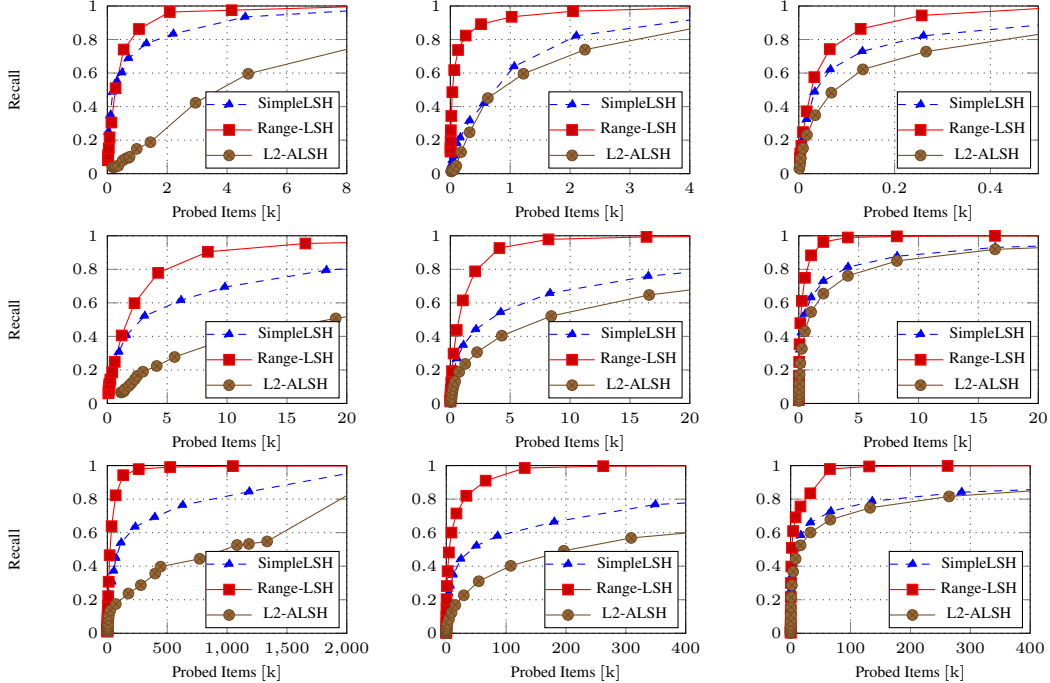 1
0.8
0.6
0.4
0.2
0
Recall
SimpleLSH
Range-LSH
L2-ALSH
0 2 4 6 8
Probed Items [k]
1
0.8
0.6
0.4
0.2
0
SimpleLSH
Range-LSH
L2-ALSH
0 1 2 3 4
Probed Items [k]
1
0.8
0.6
0.4
0.2
0
SimpleLSH
Range-LSH
L2-ALSH
0 0.2 0.4
Probed Items [k]
1
0.8
0.6
0.4
0.2
0
Recall
SimpleLSH
Range-LSH
L2-ALSH
0 5 10 15 20
Probed Items [k]
1
0.8
0.6
0.4
0.2
0
SimpleLSH
Range-LSH
L2-ALSH
0 5 10 15 20
Probed Items [k]
1
0.8
0.6
0.4
0.2
0
SimpleLSH
Range-LSH
L2-ALSH
0 5 10 15 20
Probed Items [k]
1
0.8
0.6
0.4
0.2
0
Recall
SimpleLSH
Range-LSH
L2-ALSH
0 500 1,000 1,500 2,000
Probed Items [k]
1
0.8
0.6
0.4
0.2
0
SimpleLSH
Range-LSH
L2-ALSH
0 100 200 300 400
Probed Items [k]
1
0.8
0.6
0.4
0.2
0
SimpleLSH
Range-LSH
L2-ALSH
0 100 200 300 400
Probed Items [k]